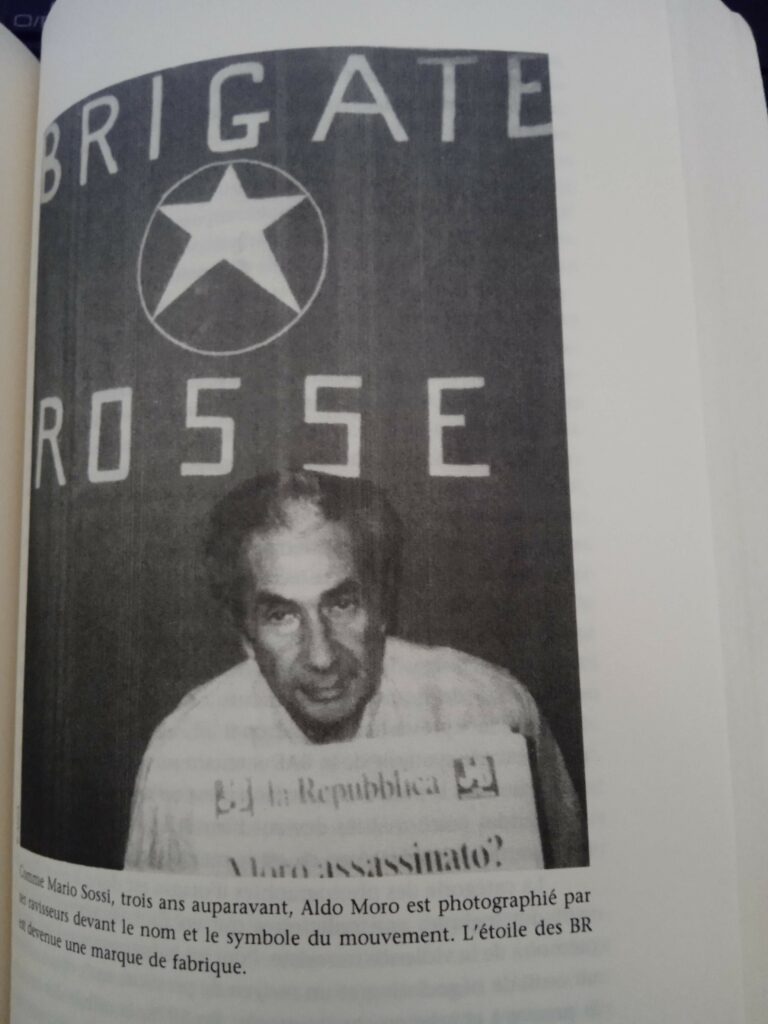 BRIGATE
ROSSE
la Repubblica
Moro assassinato?
Comme Mario Sossi, trois ans auparavant, Aldo Moro est photographié par
ses ravisseurs devant le nom et le symbole du mouvement. L'étoile des BR
est devenue une marque de fabrique.